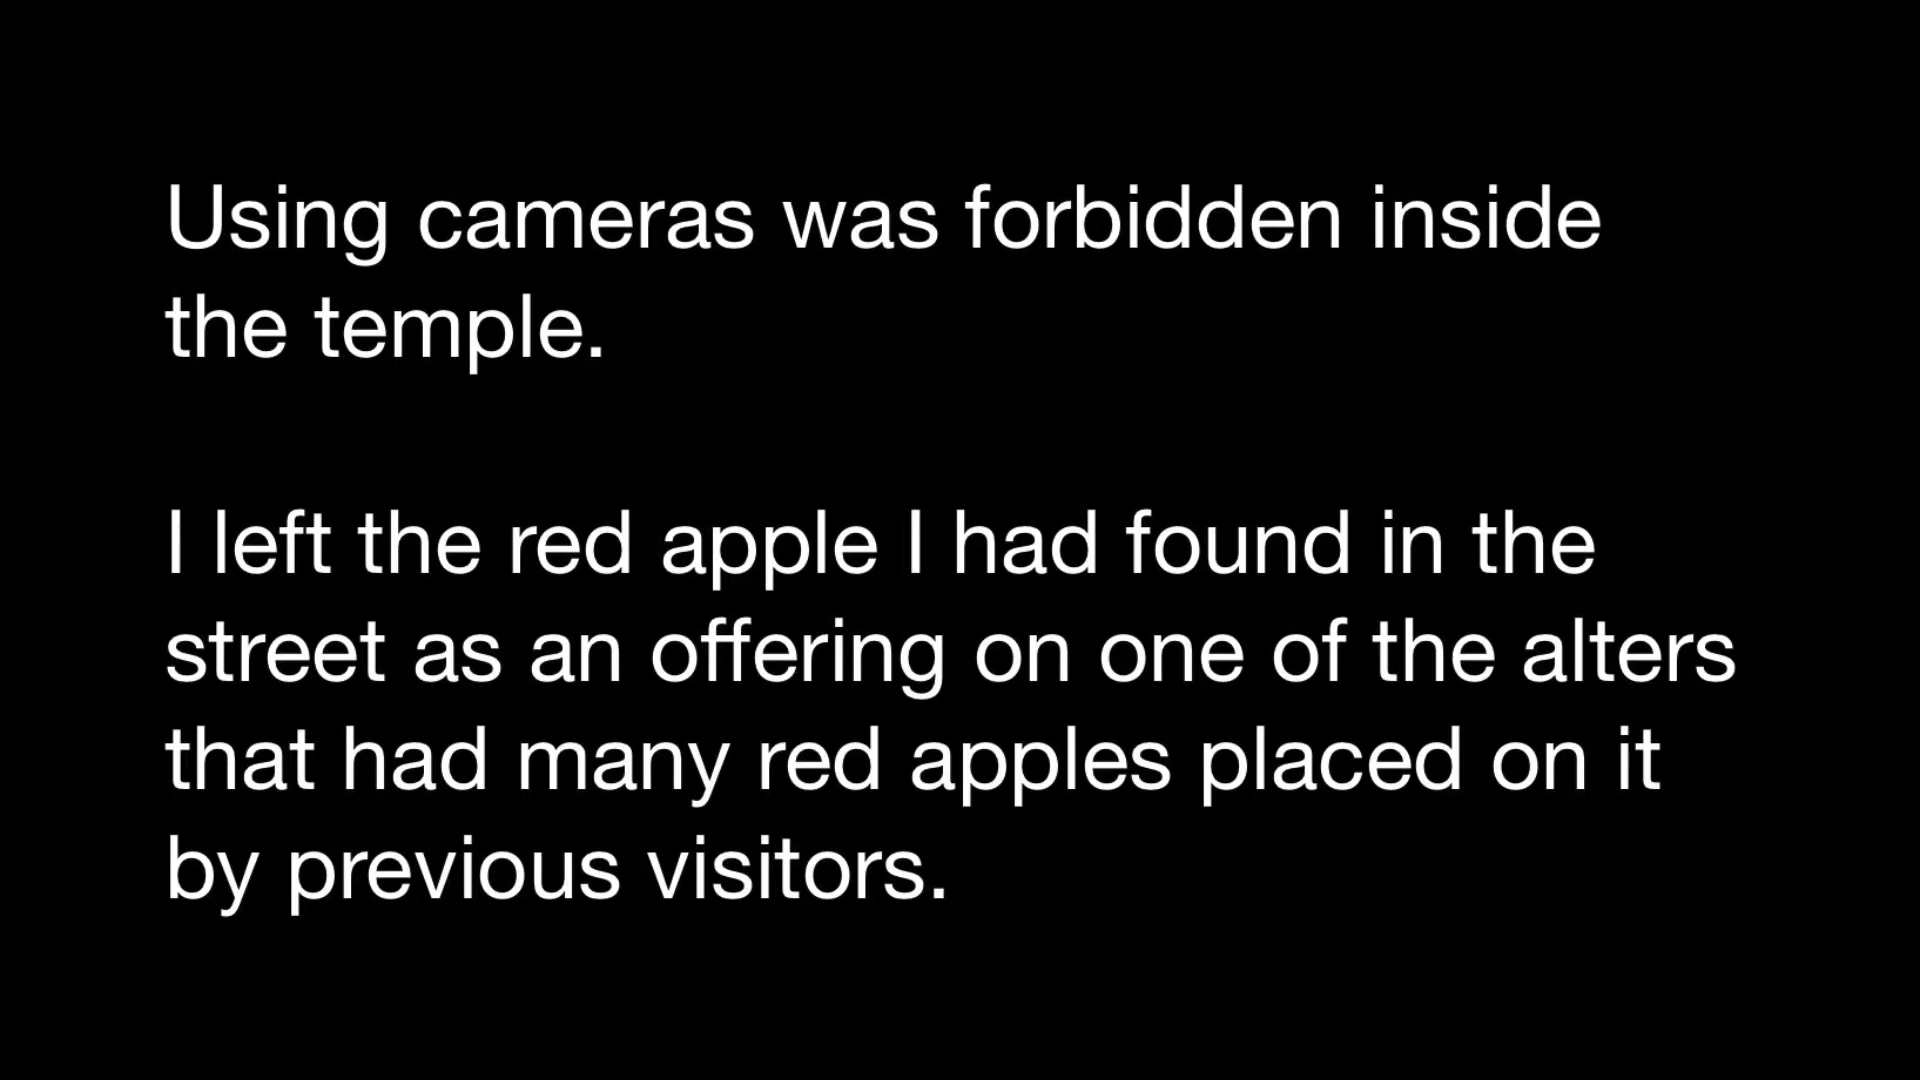 Using cameras was forbidden inside
the temple.
I left the red apple I had found in the
street as an offering on one of the alters
that had many red apples placed on it
by previous visitors.